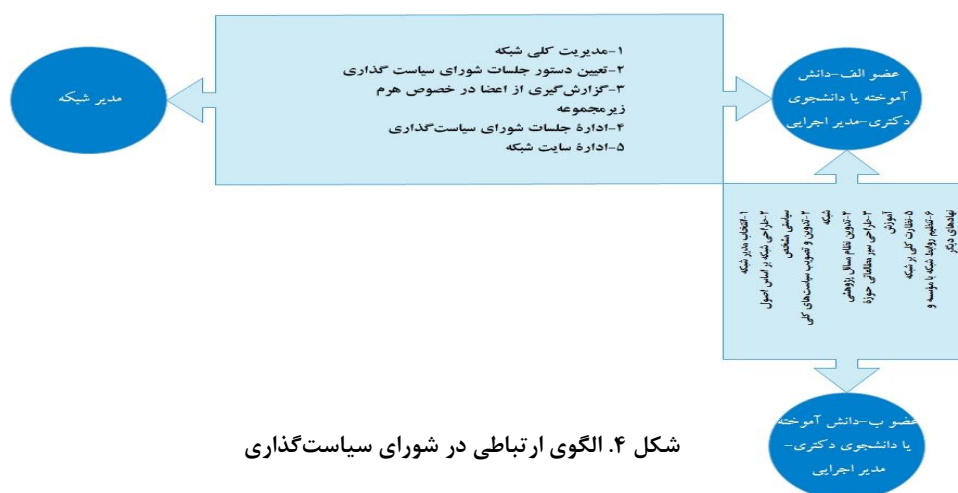 ۱-مدیریت کلی شبکه
۲-تعیین دستور جلسات شورای سیاست گذاری
۳-گزارش‌گیری از اعضا در خصوص هرم
زیرمجموعه
۴-ادارۀ جلسات شورای سیاست‌گذاری
۵-ادارۀ سایت شبکه
عضو الف-دانش
آموخته یا دانشجوی
دکتری-مدیر اجرایی
مدیر شبکه
۱-انتخاب مدیر شبکه
۲-طراحی شبکه بر اساس اصول
سیاستی مشخص
۲-تدوین و تصویب سیاست‌های کلی
شبکه
۲-تدوین نظام مسائل پژوهشی
۳-طراحی سیر مطالعاتی حوزۀ
آموزش
۵-نظارت کلی بر شبکه
۶-تنظیم روابط شبکه با مؤسسه و
نهادهای دیگر
عضو ب-دانش آموخته
یا دانشجوی دکتری-
مدیر اجرایی
شکل ۴. الگوی ارتباطی در شورای سیاست‌گذاری